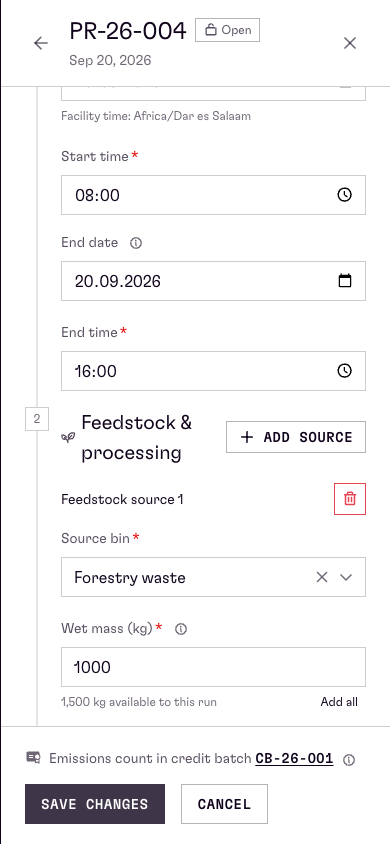 PR-26-004
Open
Sep 20, 2026
Facility time: Africa/Dar es Salaam
Start time*
08:00
End date
20.09.2026
End time*
16:00
2
Feedstock &
processing
+ ADD SOURCE
Feedstock source 1
Source bin*
Forestry waste
Wet mass (kg)*
1000
1,500 kg available to this run
Add all
Emissions count in credit batch CB-26-001
SAVE CHANGES
CANCEL